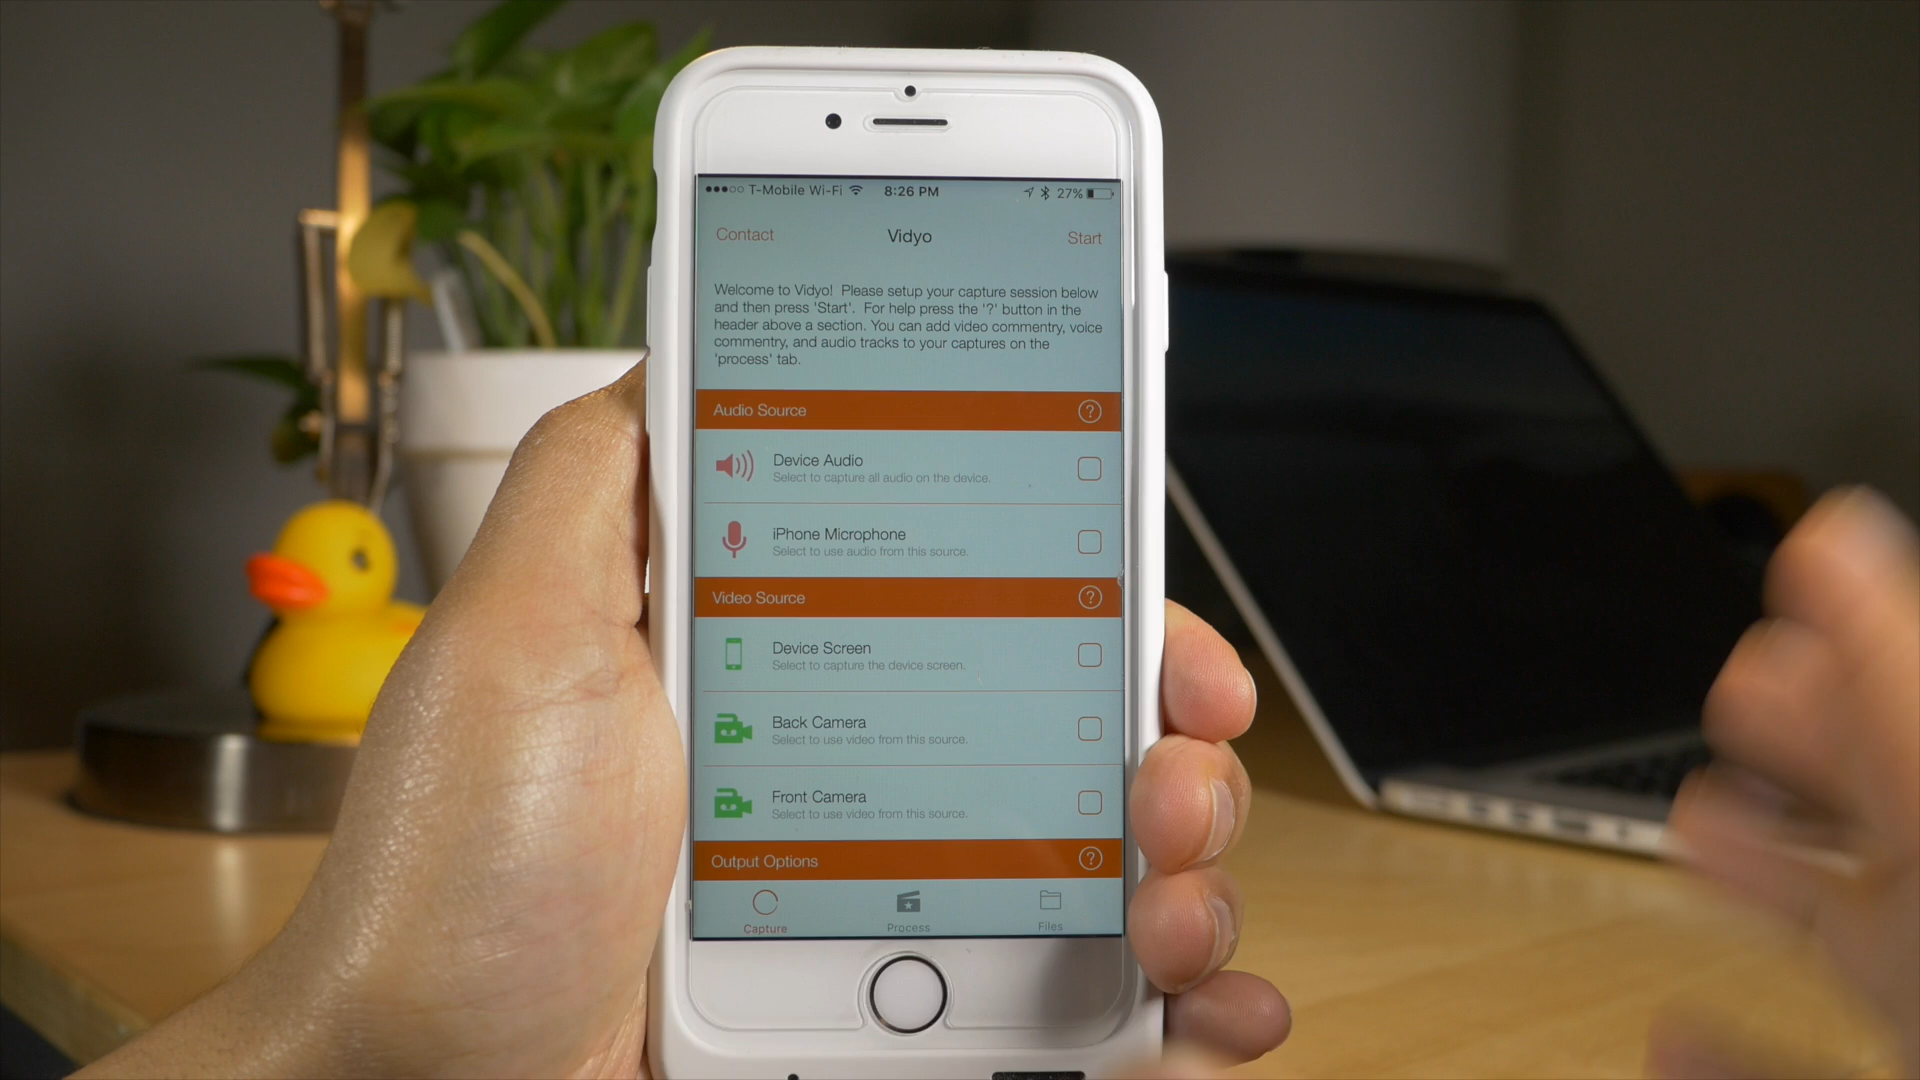 T-Mobile Wi-Fi 8:26 PM 27%
Contact Vidyo Start
Welcome to Vidyo! Please setup your capture session below
and then press 'Start'. For help press the '?' button in the
header above a section. You can add video commentry, voice
commentry, and audio tracks to your captures on the
'process' tab.
Audio Source ?
Device Audio
Select to capture all audio on the device.
iPhone Microphone
Select to use audio from this source.
Video Source ?
Device Screen
Select to capture the device screen.
Back Camera
Select to use video from this source.
Front Camera
Select to use video from this source.
Output Options ?
Capture Process Files